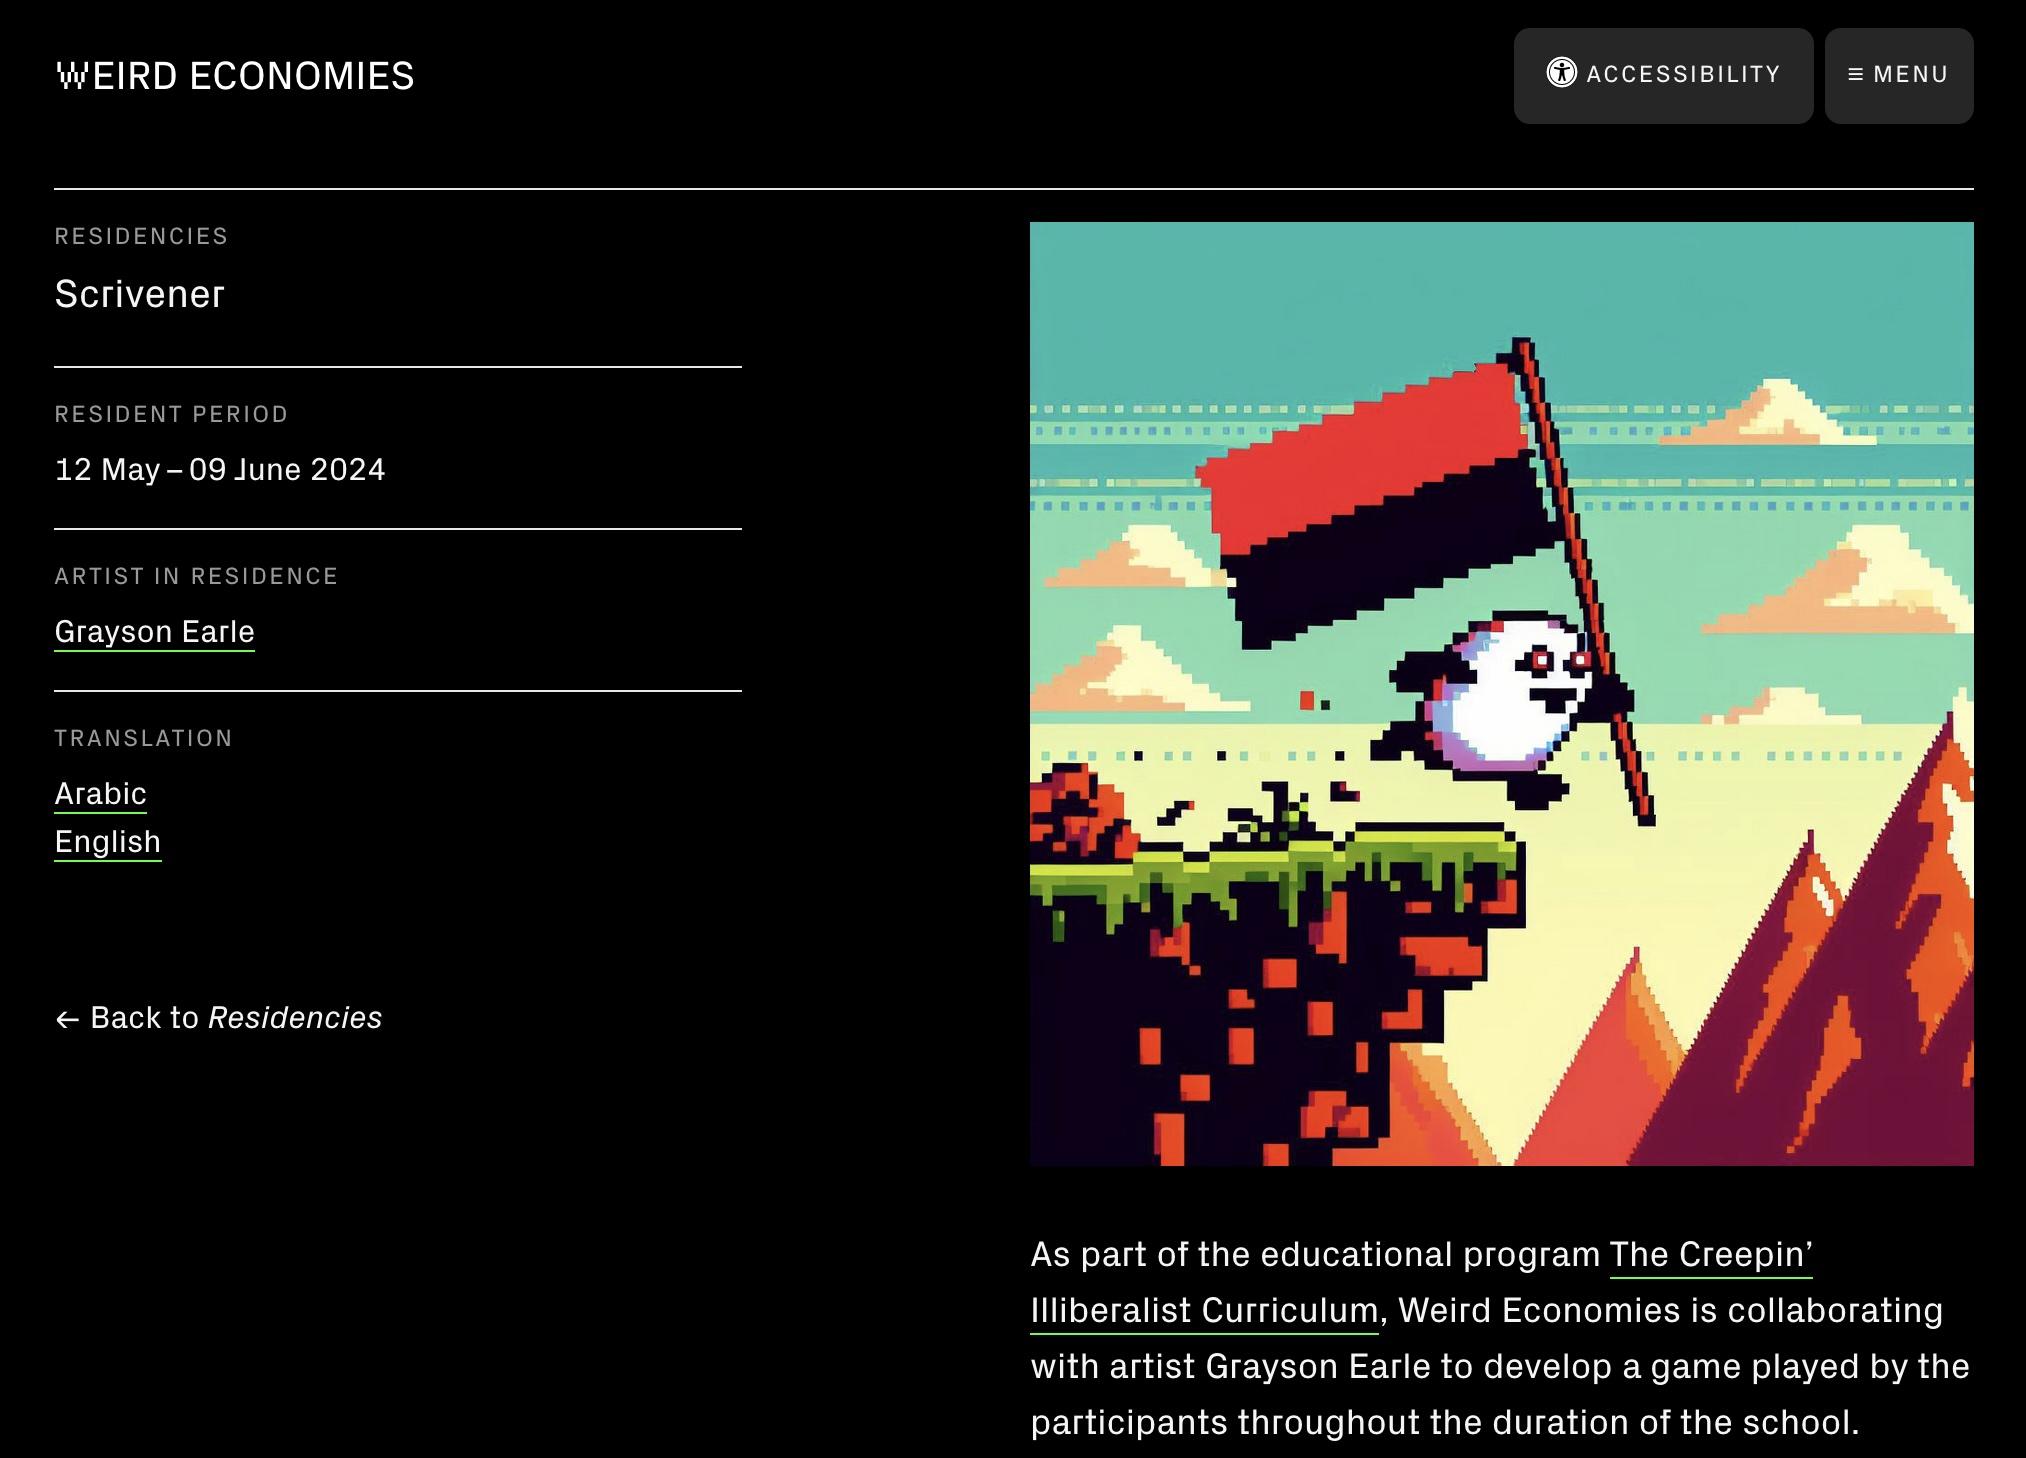 WEIRD ECONOMIES
ACCESSIBILITY
≡ MENU
RESIDENCIES
Scrivener
RESIDENT PERIOD
12 May – 09 June 2024
ARTIST IN RESIDENCE
Grayson Earle
TRANSLATION
Arabic
English
← Back to Residencies
As part of the educational program The Creepin’
Illiberalist Curriculum, Weird Economies is collaborating
with artist Grayson Earle to develop a game played by the
participants throughout the duration of the school.